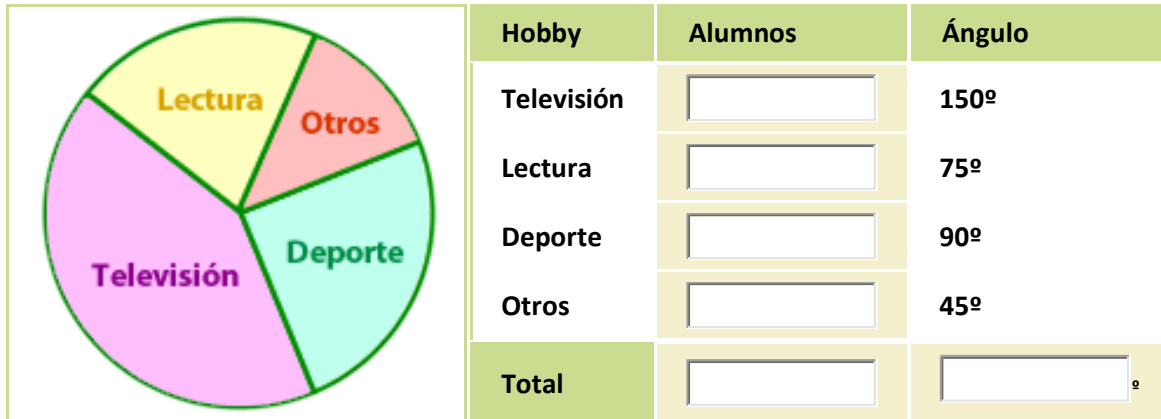 Lectura
Otros
Deporte
Televisión
Hobby Alumnos Ángulo
Televisión 150º
Lectura 75º
Deporte 90º
Otros 45º
Total º